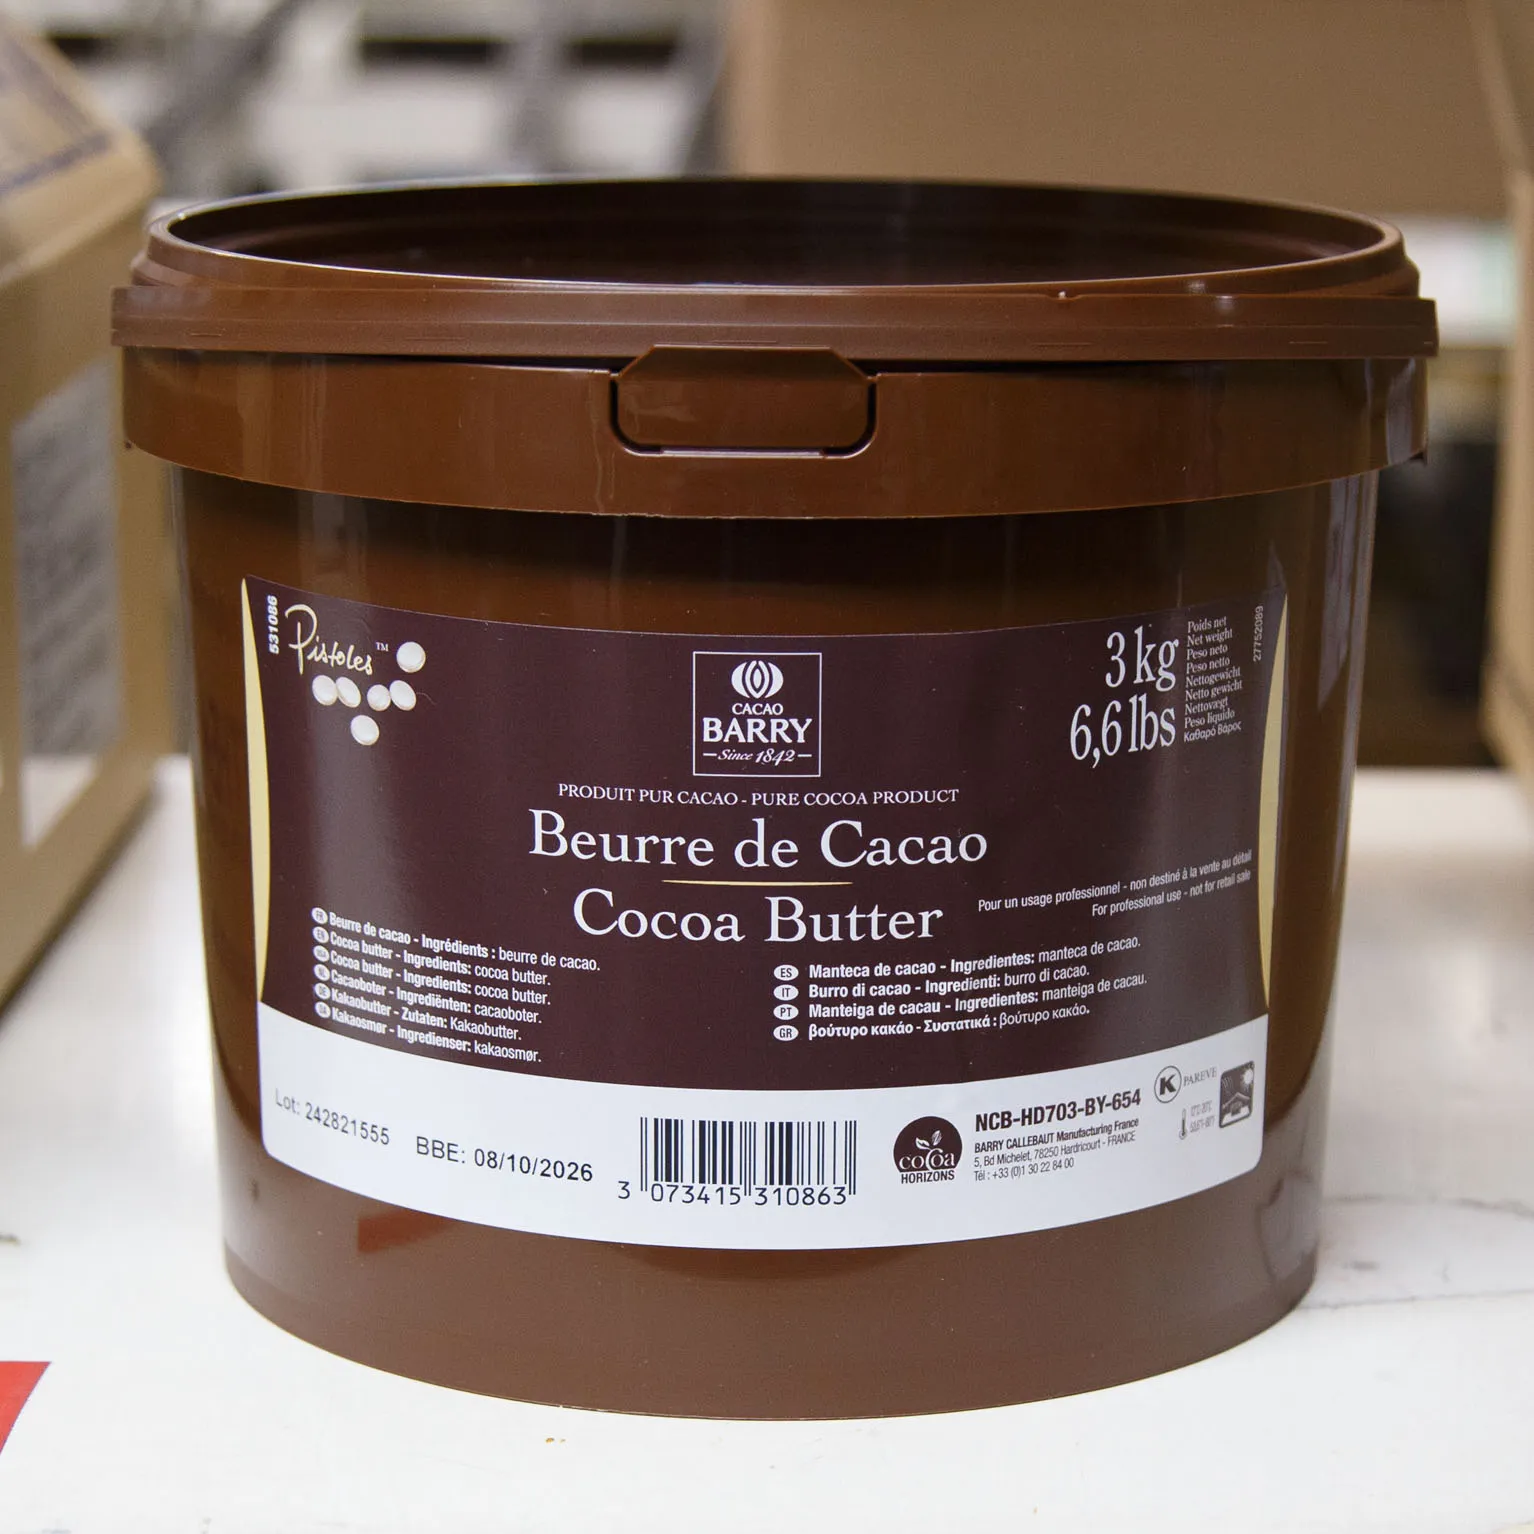 531086
Pistoles™
CACAO
BARRY
Since 1842
3 kg
6,6 lbs
Poids net
Net weight
Peso neto
Peso netto
Nettogewicht
Netto gewicht
Nettovægt
Peso líquido
Καθαρό Βάρος
27752089
PRODUIT PUR CACAO - PURE COCOA PRODUCT
Beurre de Cacao
Cocoa Butter
Pour un usage professionnel - non destiné à la vente au détail
For professional use - not for retail sale
FR Beurre de cacao - Ingrédients : beurre de cacao.
EN Cocoa butter - Ingredients: cocoa butter.
Cocoa butter - Ingredients: cocoa butter.
NL Cacaoboter - Ingrediënten: cacaoboter.
DE Kakaobutter - Zutaten: Kakaobutter.
Kakaosmør - Ingredienser: kakaosmør.
ES Manteca de cacao - Ingredientes: manteca de cacao.
IT Burro di cacao - Ingredienti: burro di cacao.
PT Manteiga de cacau - Ingredientes: manteiga de cacau.
GR βούτυρο κακάο - Συστατικά : βούτυρο κακάο.
Lot: 242821555
BBE: 08/10/2026
3 073415 310863
cocoa
HORIZONS
NCB-HD703-BY-654
BARRY CALLEBAUT Manufacturing France
5, Bd Michelet, 78250 Hardricourt - FRANCE
Tél : +33 (0)1 30 22 84 00
K PAREVE